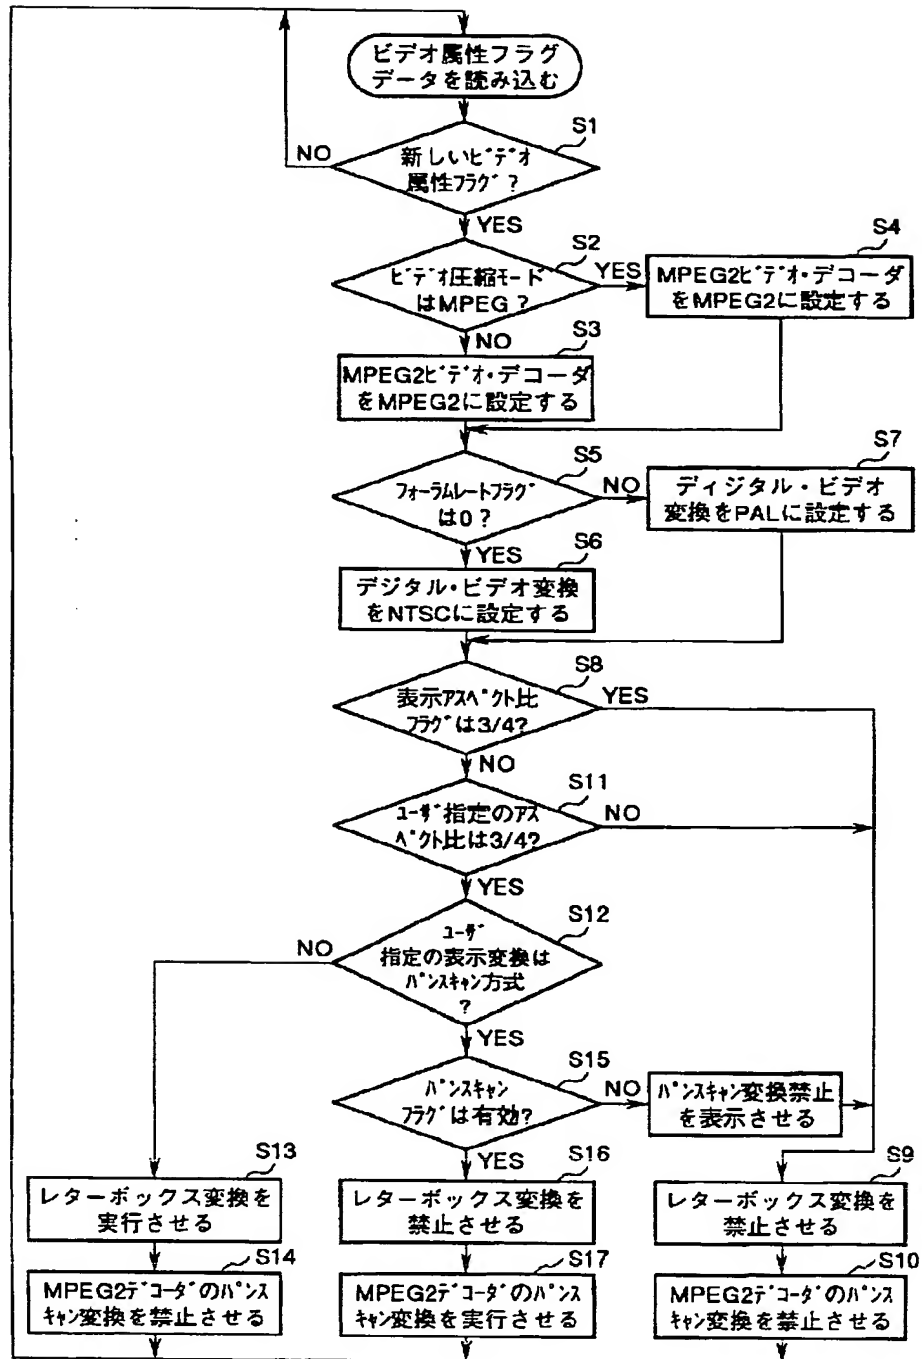 ビデオ属性フラグ
データを読み込む
S1
NO
新しいビデオ
属性フラグ?
YES
S2
ビデオ圧縮モード
はMPEG?
YES
S4
MPEG2ビデオ・デコーダ
をMPEG2に設定する
NO
S3
MPEG2ビデオ・デコーダ
をMPEG2に設定する
S5
フォーラムレートフラグ
は0?
NO
S7
ディジタル・ビデオ
変換をPALに設定する
YES
S6
デジタル・ビデオ変換
をNTSCに設定する
S8
表示アスペクト比
フラグは3/4?
YES
NO
S11
ユーザ指定のアス
ペクト比は3/4?
NO
YES
S12
ユーザ
指定の表示変換は
パンスキャン方式
?
NO
YES
S15
パンスキャン
フラグは有効?
NO
パンスキャン変換禁止
を表示させる
YES
S13
レターボックス変換を
実行させる
S14
MPEG2デコーダのパンス
キャン変換を禁止させる
S16
レターボックス変換を
禁止させる
S17
MPEG2デコーダのパンス
キャン変換を実行させる
S9
レターボックス変換を
禁止させる
S10
MPEG2デコーダのパンス
キャン変換を禁止させる